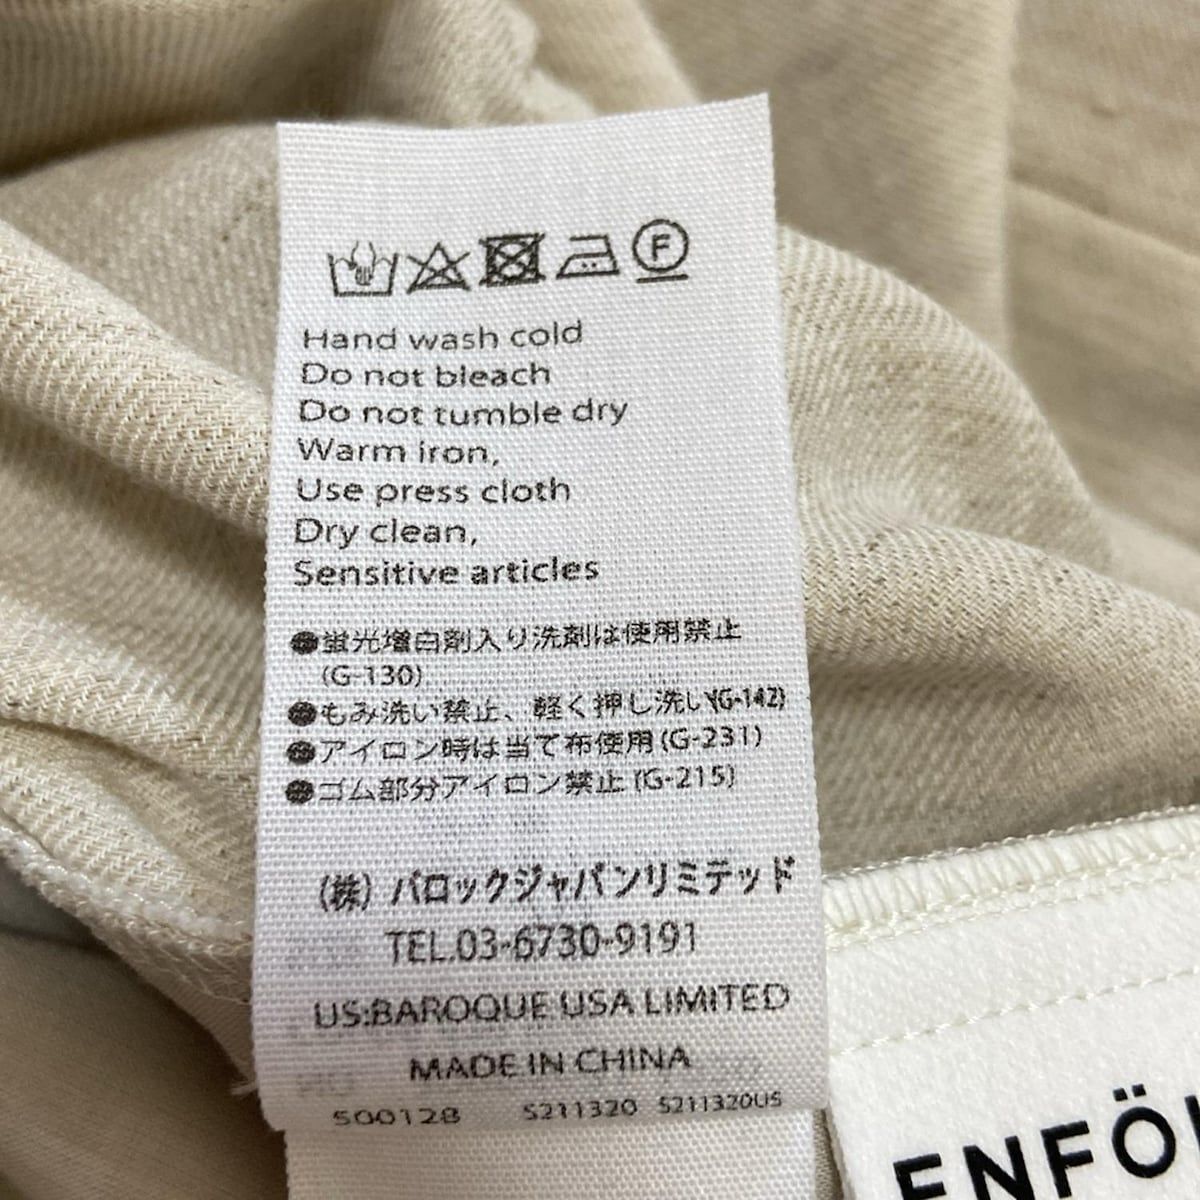 F
Hand wash cold
Do not bleach
Do not tumble dry
Warm iron,
Use press cloth
Dry clean,
Sensitive articles
●蛍光増白剤入り洗剤は使用禁止
(G-130)
●もみ洗い禁止、軽く押し洗い(G-142)
●アイロン時は当て布使用(G-231)
●ゴム部分アイロン禁止(G-215)
(株) バロックジャパンリミテッド
TEL.03-6730-9191
US:BAROQUE USA LIMITED
MADE IN CHINA
500128 S211320 S211320US